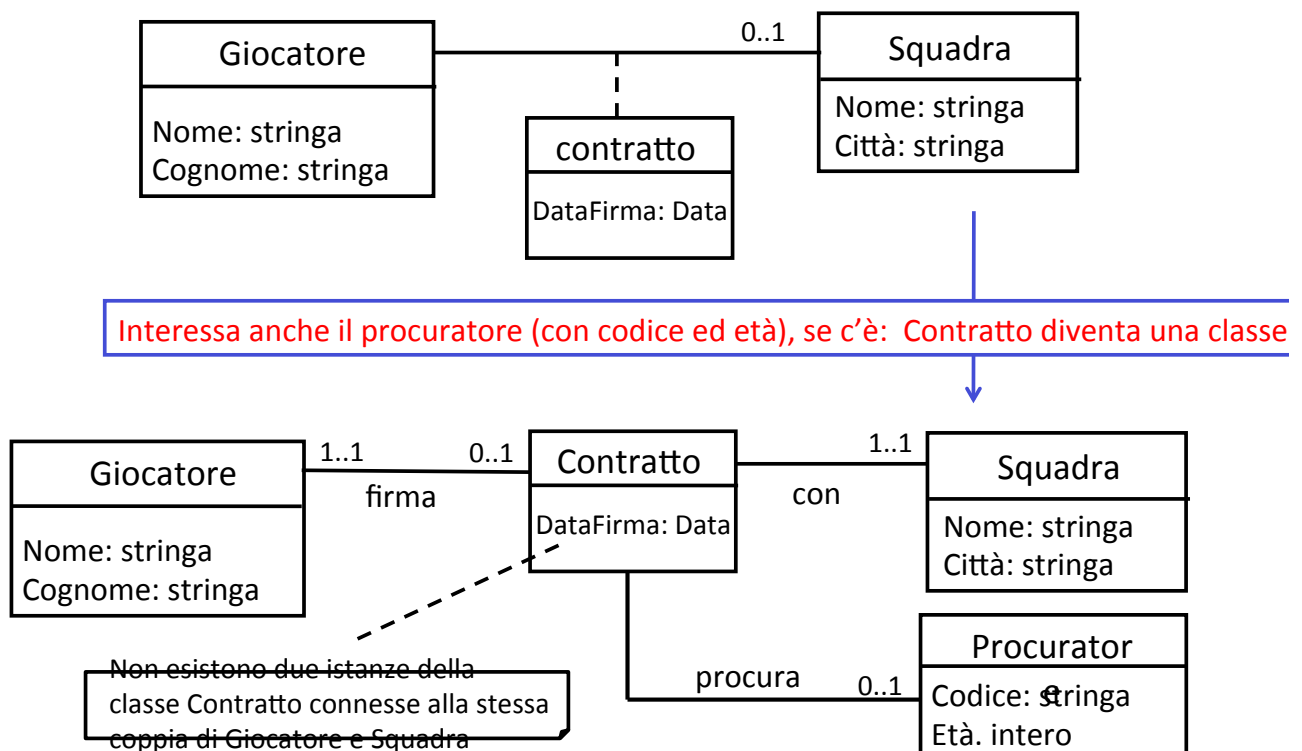 Giocatore
0..1
Squadra
Nome: stringa
Cognome: stringa
contratto
DataFirma: Data
Nome: stringa
Città: stringa
Interessa anche il procuratore (con codice ed età), se c'è: Contratto diventa una classe
Giocatore
1..1
0..1
firma
Contratto
DataFirma: Data
1..1
con
Squadra
Nome: stringa
Cognome: stringa
Nome: stringa
Città: stringa
Non esistono due istanze della
classe Contratto connesse alla stessa
coppia di Giocatore e Squadra
procura
0..1
Procurator
e
Codice: stringa
Età. intero